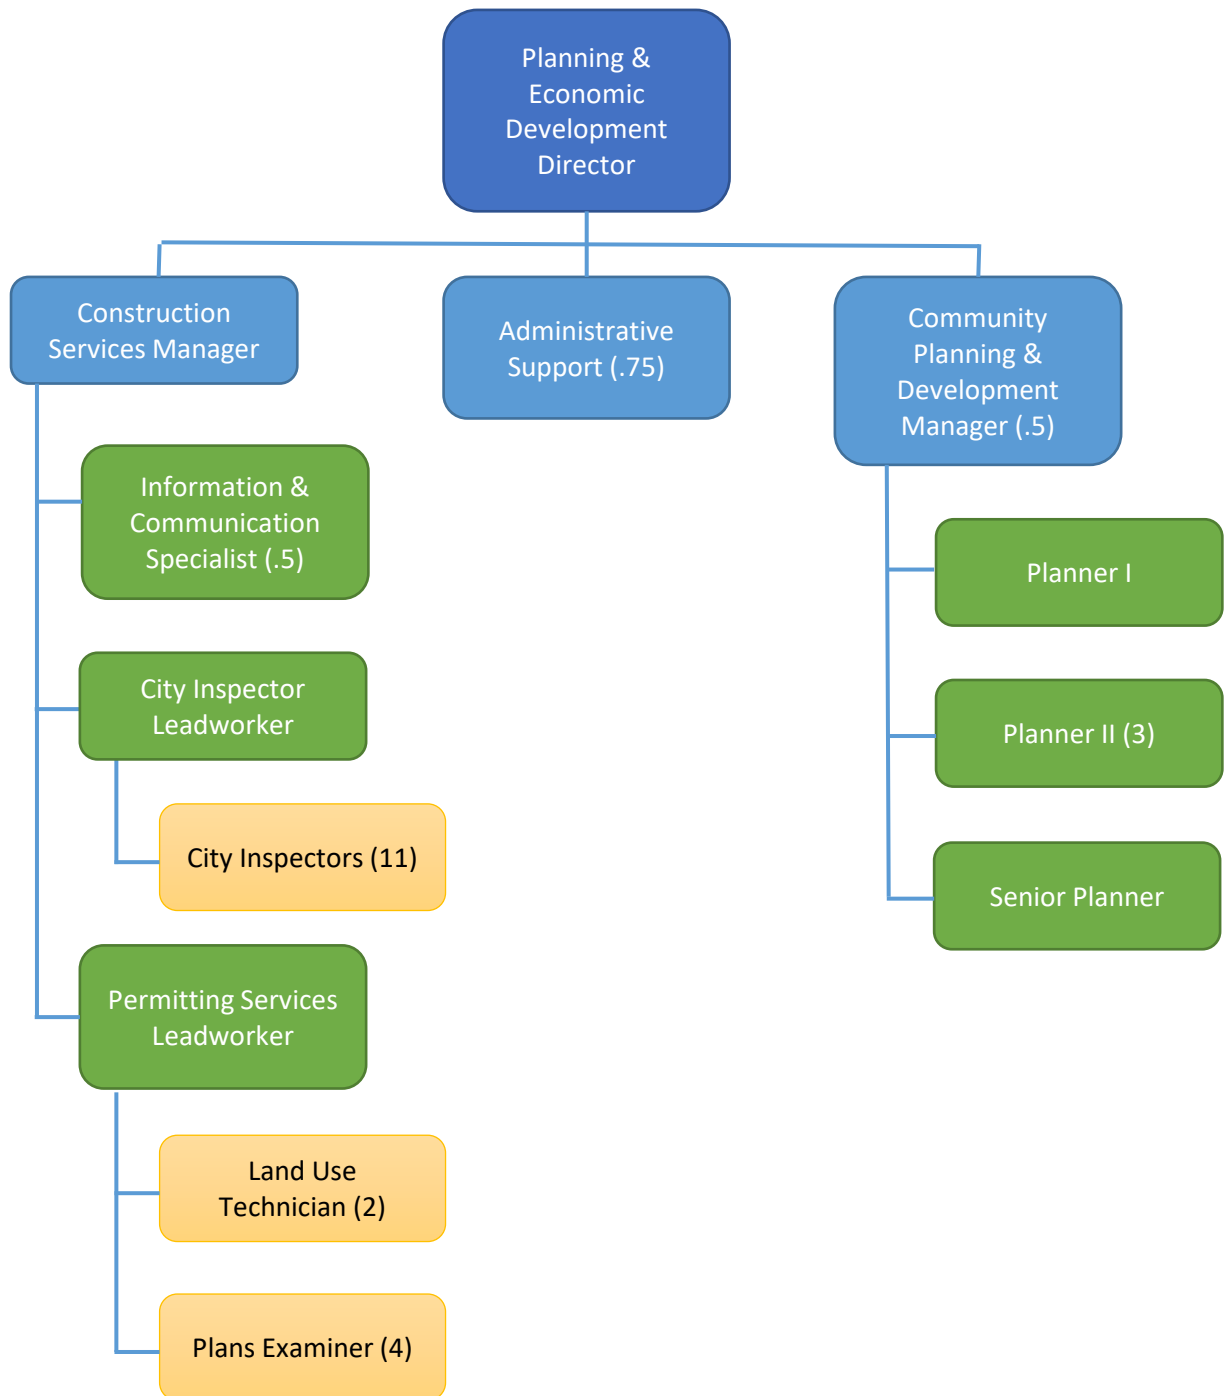 Planning &
Economic
Development
Director
Construction
Services Manager
Administrative
Support (.75)
Community
Planning &
Development
Manager (.5)
Information &
Communication
Specialist (.5)
City Inspector
Leadworker
City Inspectors (11)
Permitting Services
Leadworker
Land Use
Technician (2)
Plans Examiner (4)
Planner I
Planner II (3)
Senior Planner